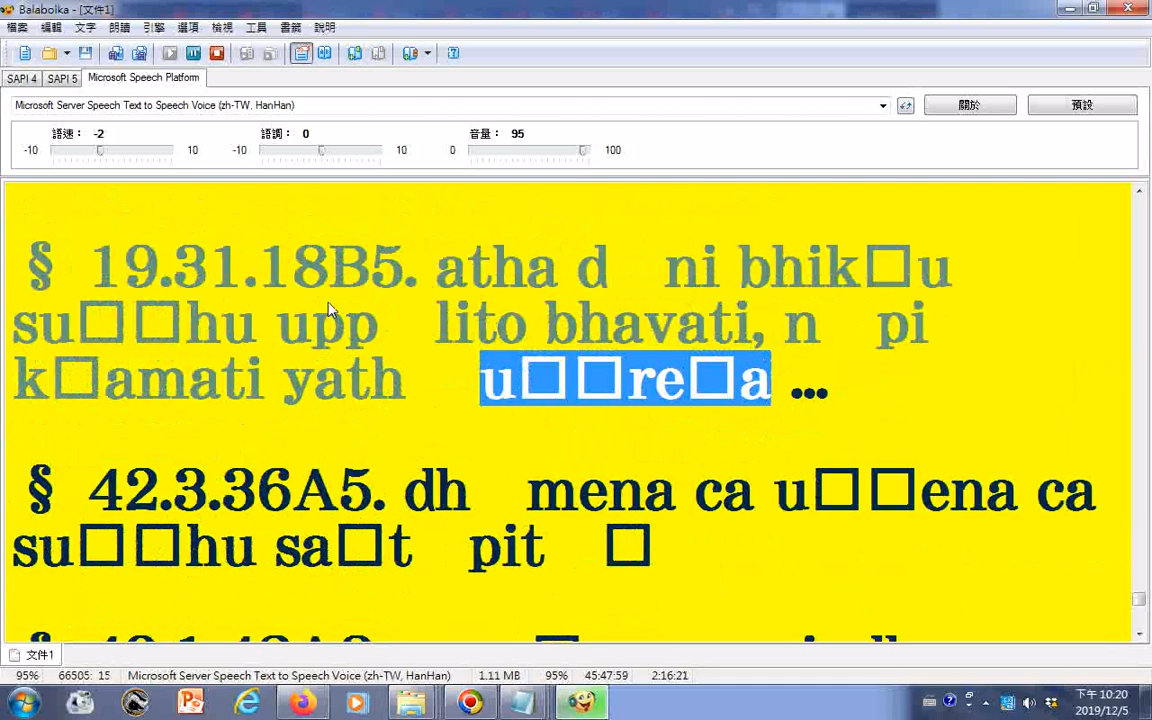 Balabolka - [文件1]
檔案 編輯 文字 朗讀 引擎 選項 檢視 工具 書籤 說明
SAPI 4 SAPI 5 Microsoft Speech Platform
Microsoft Server Speech Text to Speech Voice (zh-TW, HanHan) 關於 預設
語速： -2 語調： 0 音量： 95
-10 10 -10 10 0 100
§ 19.31.18B5. atha d ni bhik□u
su□□hu upp lito bhavati, n pi
k□amati yath u□□re□a ...
§ 42.3.36A5. dh mena ca u□□ena ca
su□□hu sa□t pit □
文件1
95% 66505: 15 Microsoft Server Speech Text to Speech Voice (zh-TW, HanHan) 1.11 MB 95% 45:47:59 2:16:21
下午 10:20
2019/12/5